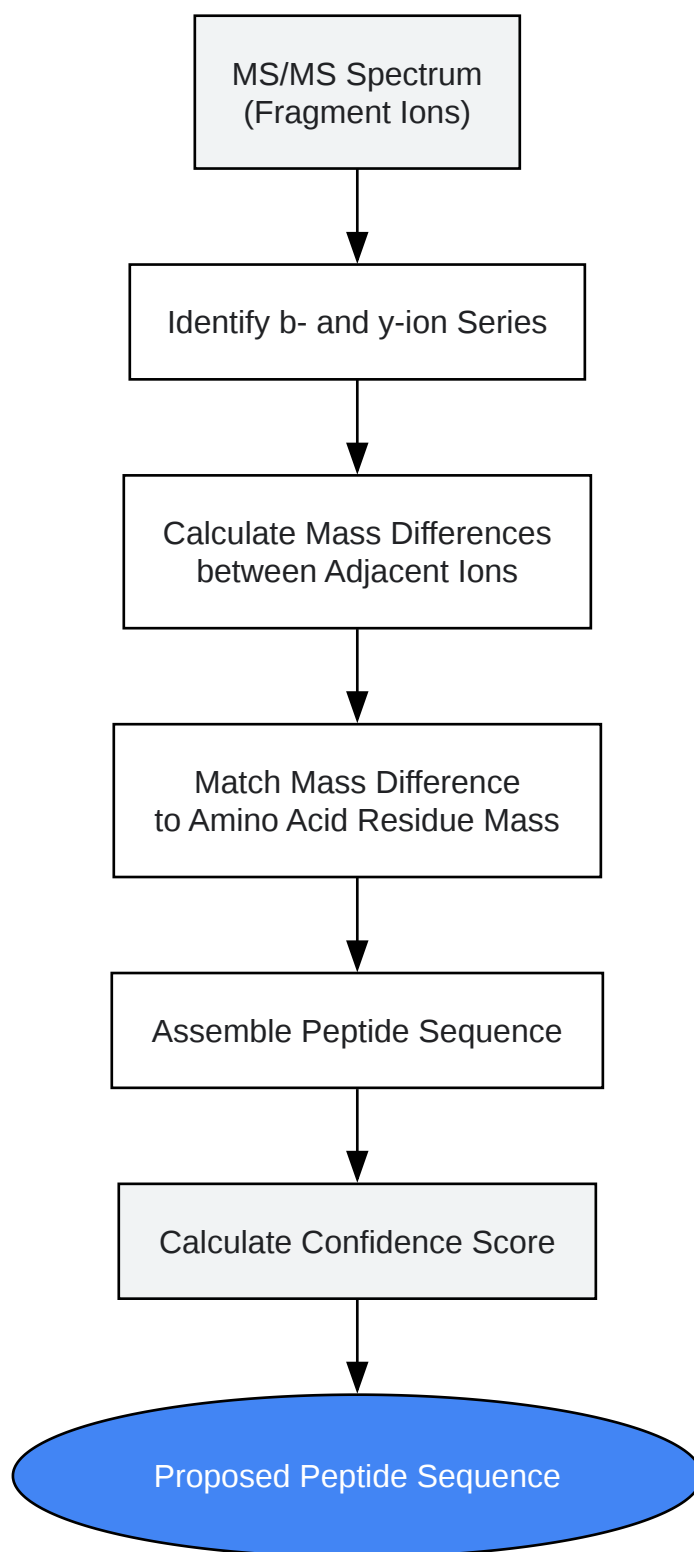 MS/MS Spectrum
(Fragment Ions)
Identify b- and y-ion Series
Calculate Mass Differences
between Adjacent Ions
Match Mass Difference
to Amino Acid Residue Mass
Assemble Peptide Sequence
Calculate Confidence Score
Proposed Peptide Sequence